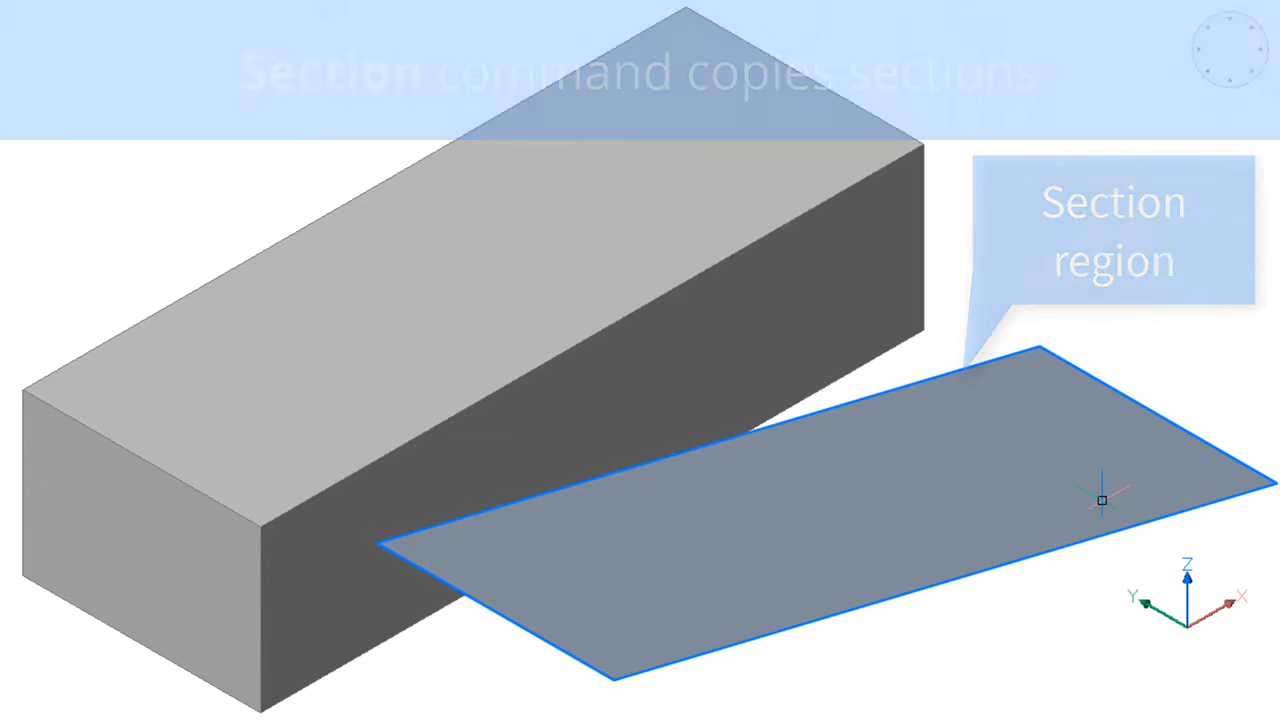 Section command copies sections
Section
region
Z
Y
X